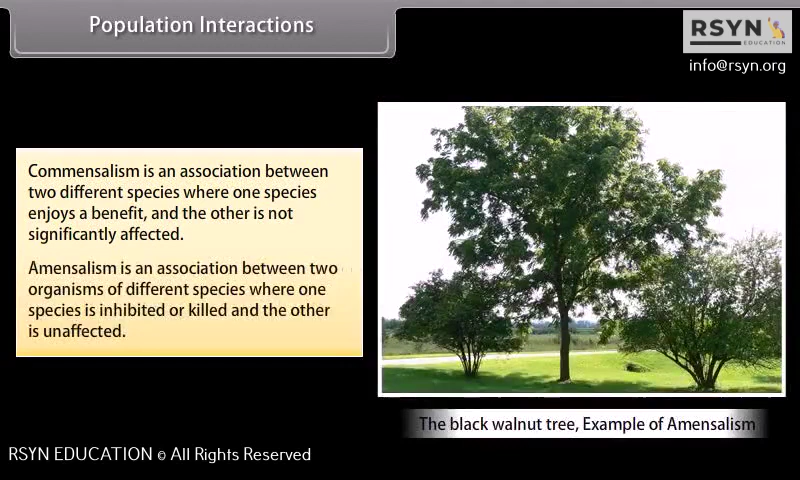 Population Interactions
RSYN
EDUCATION
info@rsyn.org
Commensalism is an association between
two different species where one species
enjoys a benefit, and the other is not
significantly affected.
Amensalism is an association between two
organisms of different species where one
species is inhibited or killed and the other
is unaffected.
The black walnut tree, Example of Amensalism
RSYN EDUCATION © All Rights Reserved